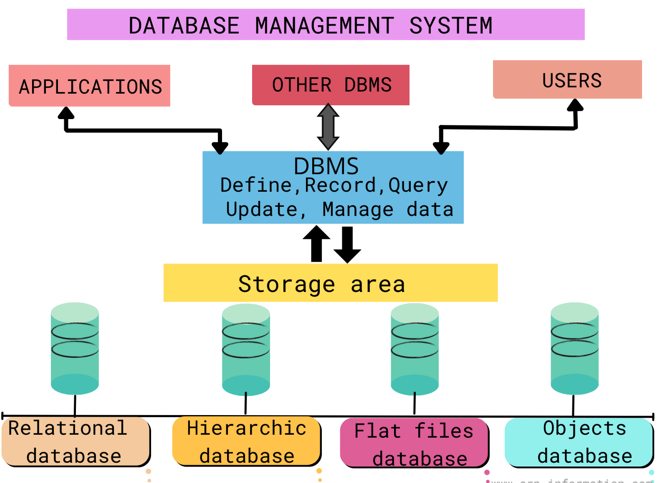 DATABASE MANAGEMENT SYSTEM
APPLICATIONS
OTHER DBMS
USERS
DBMS
Define,Record,Query
Update, Manage data
Storage area
Relational
database
Hierarchic
database
Flat files
database
Objects
database